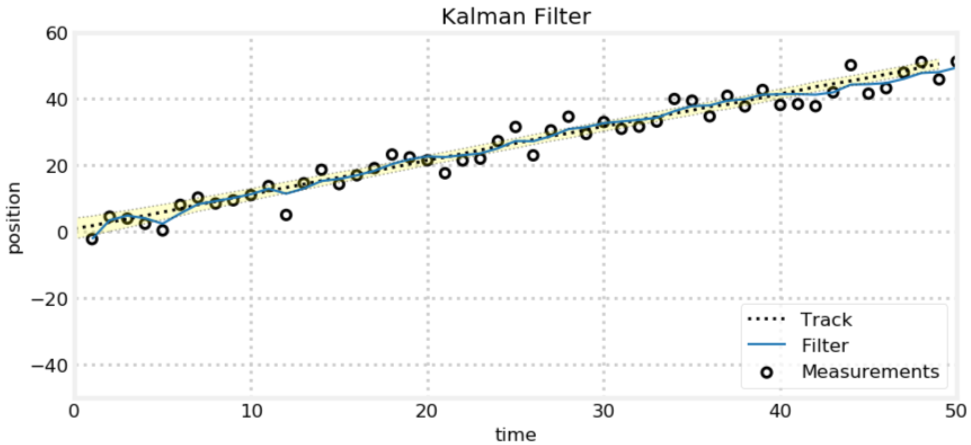 Kalman Filter
60
40
20
0
−20
−40
position
0 10 20 30 40 50
time
Track
Filter
Measurements